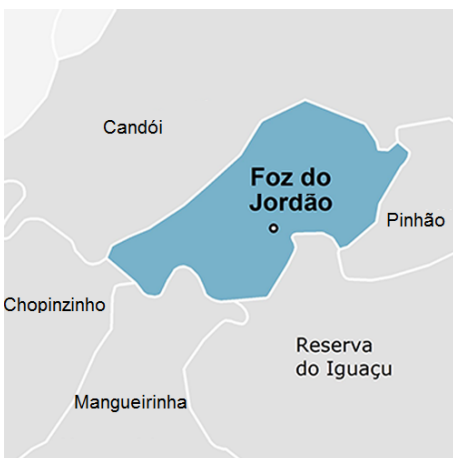 Candói
Foz do
Jordão
Pinhão
Chopinzinho
Reserva
do Iguaçu
Mangueirinha